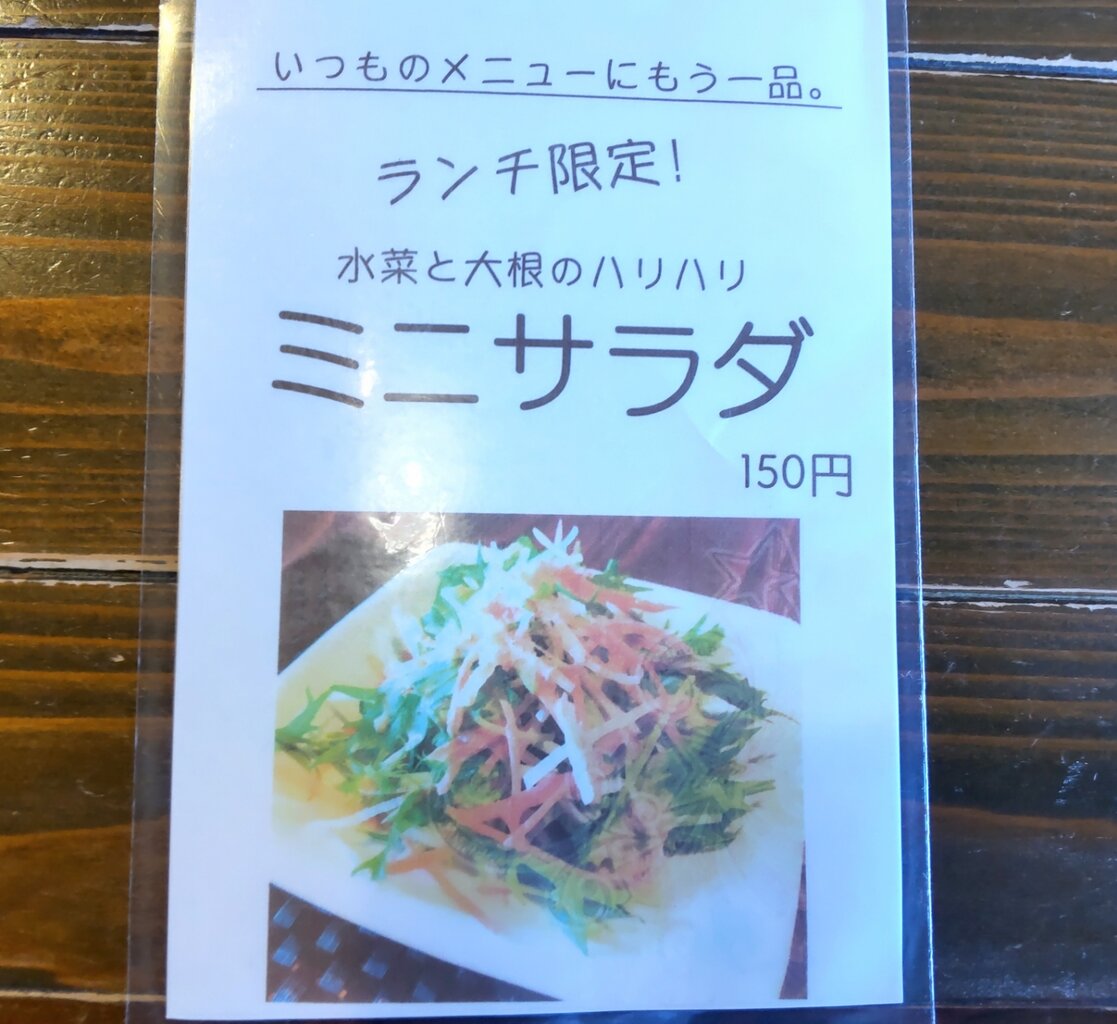 いつものメニューにもう一品。
ランチ限定!
水菜と大根のハリハリ
ミニサラダ
150円